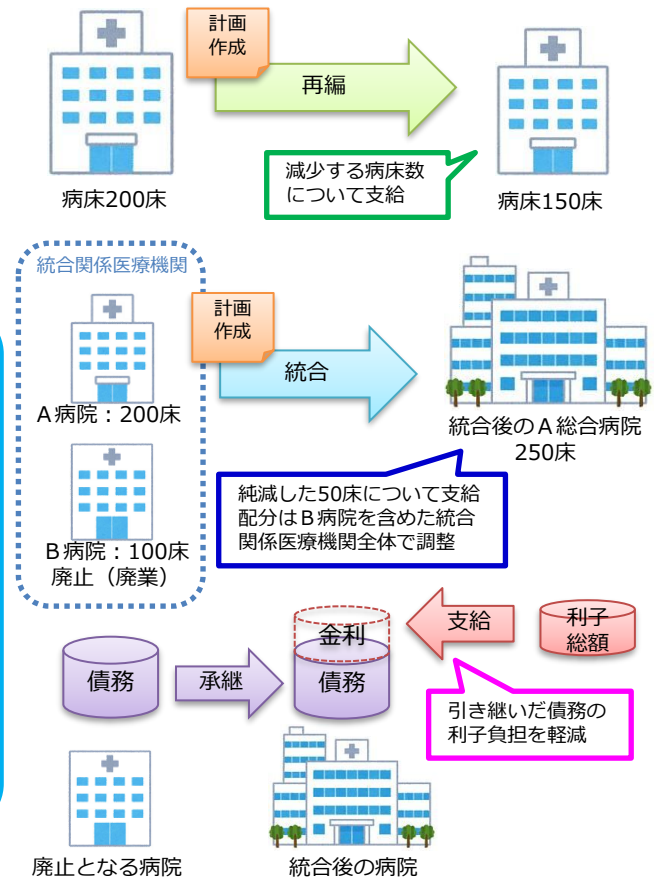 計画
作成
再編
減少する病床数
について支給
病床200床
病床150床
統合関係医療機関
計画
作成
統合
A病院：200床
統合後のA総合病院
250床
純減した50床について支給
配分はB病院を含めた統合
関係医療機関全体で調整
B病院：100床
廃止（廃業）
債務
承継
金利
債務
支給
利子
総額
引き継いだ債務の
利子負担を軽減
廃止となる病院
統合後の病院